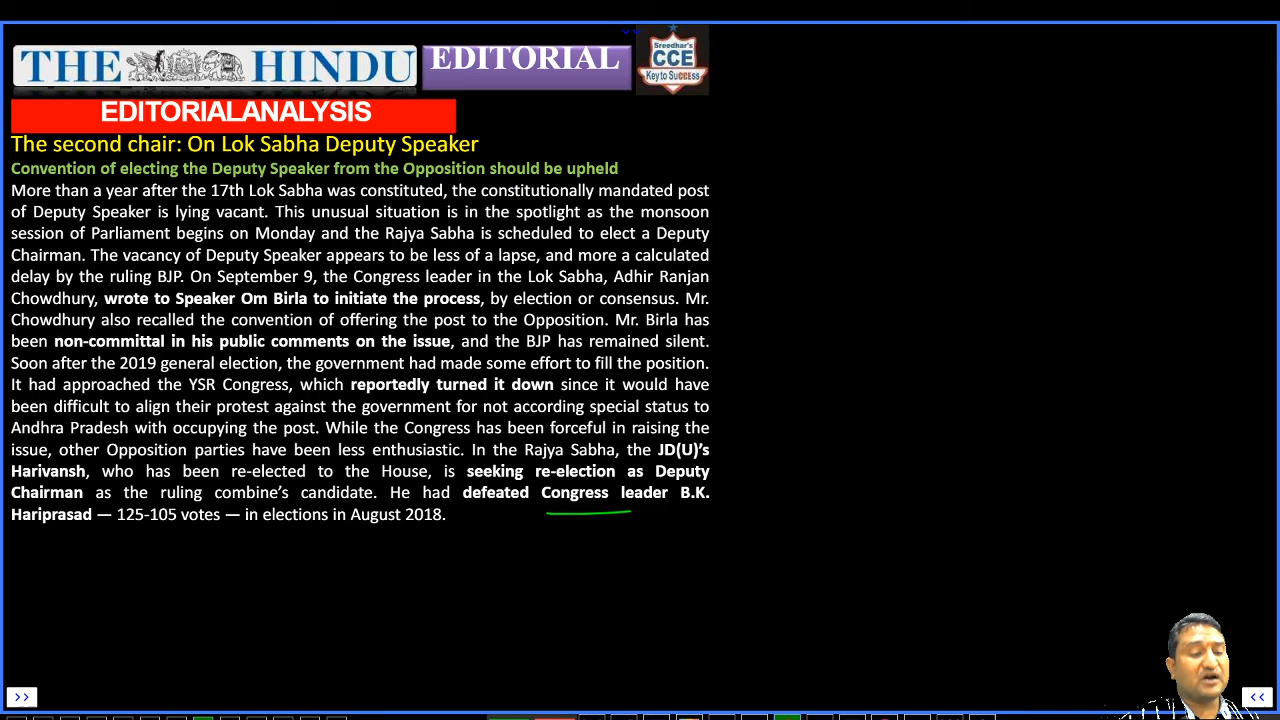 THE HINDU
EDITORIAL
Sreedhar's
CCE
Key to Success
EDITORIALANALYSIS
The second chair: On Lok Sabha Deputy Speaker
Convention of electing the Deputy Speaker from the Opposition should be upheld
More than a year after the 17th Lok Sabha was constituted, the constitutionally mandated post
of Deputy Speaker is lying vacant. This unusual situation is in the spotlight as the monsoon
session of Parliament begins on Monday and the Rajya Sabha is scheduled to elect a Deputy
Chairman. The vacancy of Deputy Speaker appears to be less of a lapse, and more a calculated
delay by the ruling BJP. On September 9, the Congress leader in the Lok Sabha, Adhir Ranjan
Chowdhury, wrote to Speaker Om Birla to initiate the process, by election or consensus. Mr.
Chowdhury also recalled the convention of offering the post to the Opposition. Mr. Birla has
been non-committal in his public comments on the issue, and the BJP has remained silent.
Soon after the 2019 general election, the government had made some effort to fill the position.
It had approached the YSR Congress, which reportedly turned it down since it would have
been difficult to align their protest against the government for not according special status to
Andhra Pradesh with occupying the post. While the Congress has been forceful in raising the
issue, other Opposition parties have been less enthusiastic. In the Rajya Sabha, the JD(U)'s
Harivansh, who has been re-elected to the House, is seeking re-election as Deputy
Chairman as the ruling combine's candidate. He had defeated Congress leader B.K.
Hariprasad — 125-105 votes — in elections in August 2018.
>>
<<